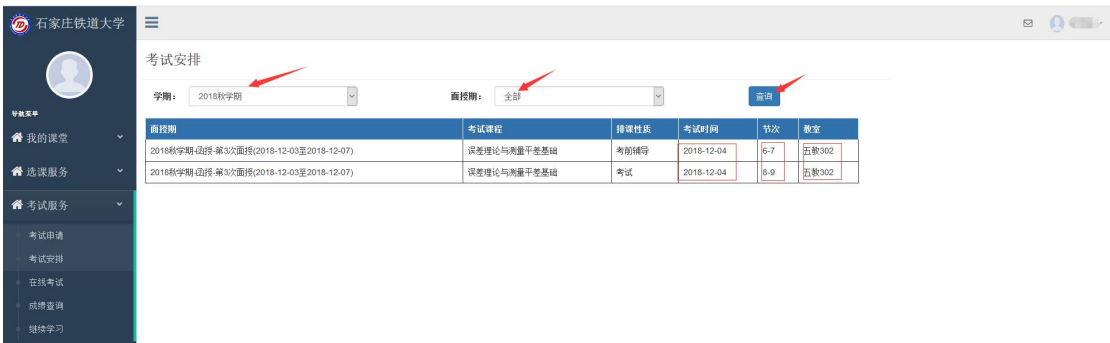 石家庄铁道大学
考试安排
学期： 2018秋学期 面授期： 全部 查询
导航菜单
我的课堂
选课服务
考试服务
考试申请
考试安排
在线考试
成绩查询
继续学习
面授期 考试课程 排课性质 考试时间 节次 教室
2018秋学期-函授-第3次面授(2018-12-03至2018-12-07) 误差理论与测量平差基础 考前辅导 2018-12-04 6-7 五教302
2018秋学期-函授-第3次面授(2018-12-03至2018-12-07) 误差理论与测量平差基础 考试 2018-12-04 8-9 五教302